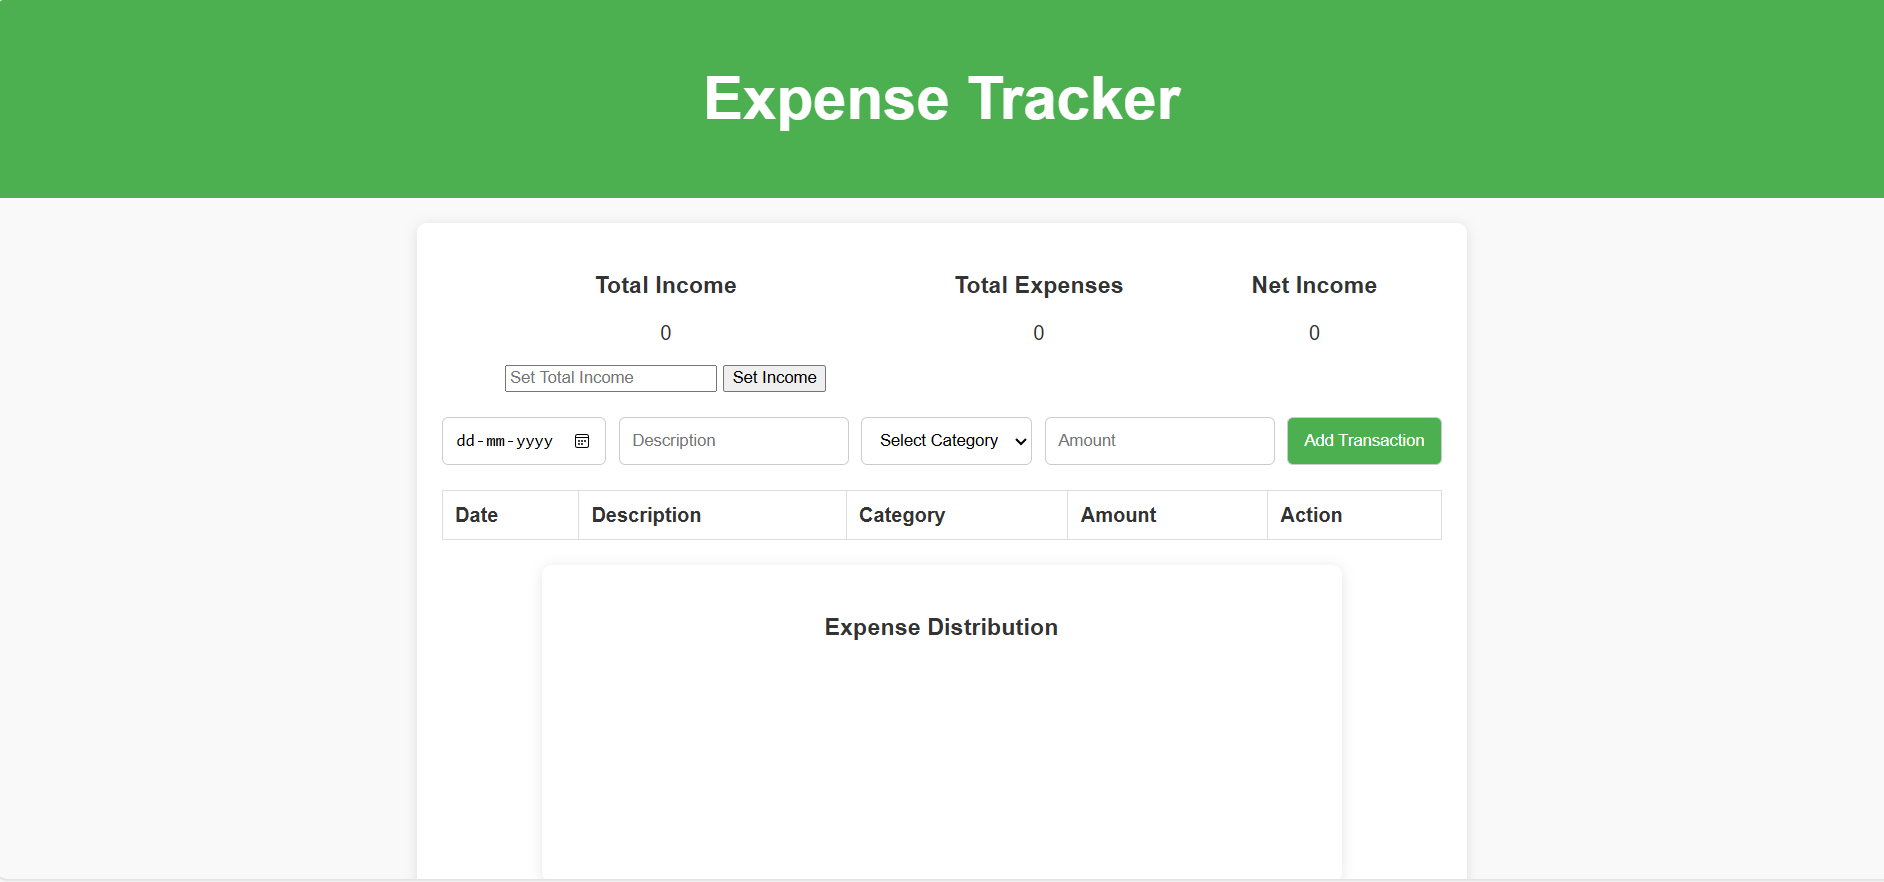 Expense Tracker
Total Income Total Expenses Net Income
0 0 0
Set Total Income Set Income
dd-mm-yyyy Description Select Category Amount Add Transaction
Date Description Category Amount Action
Expense Distribution